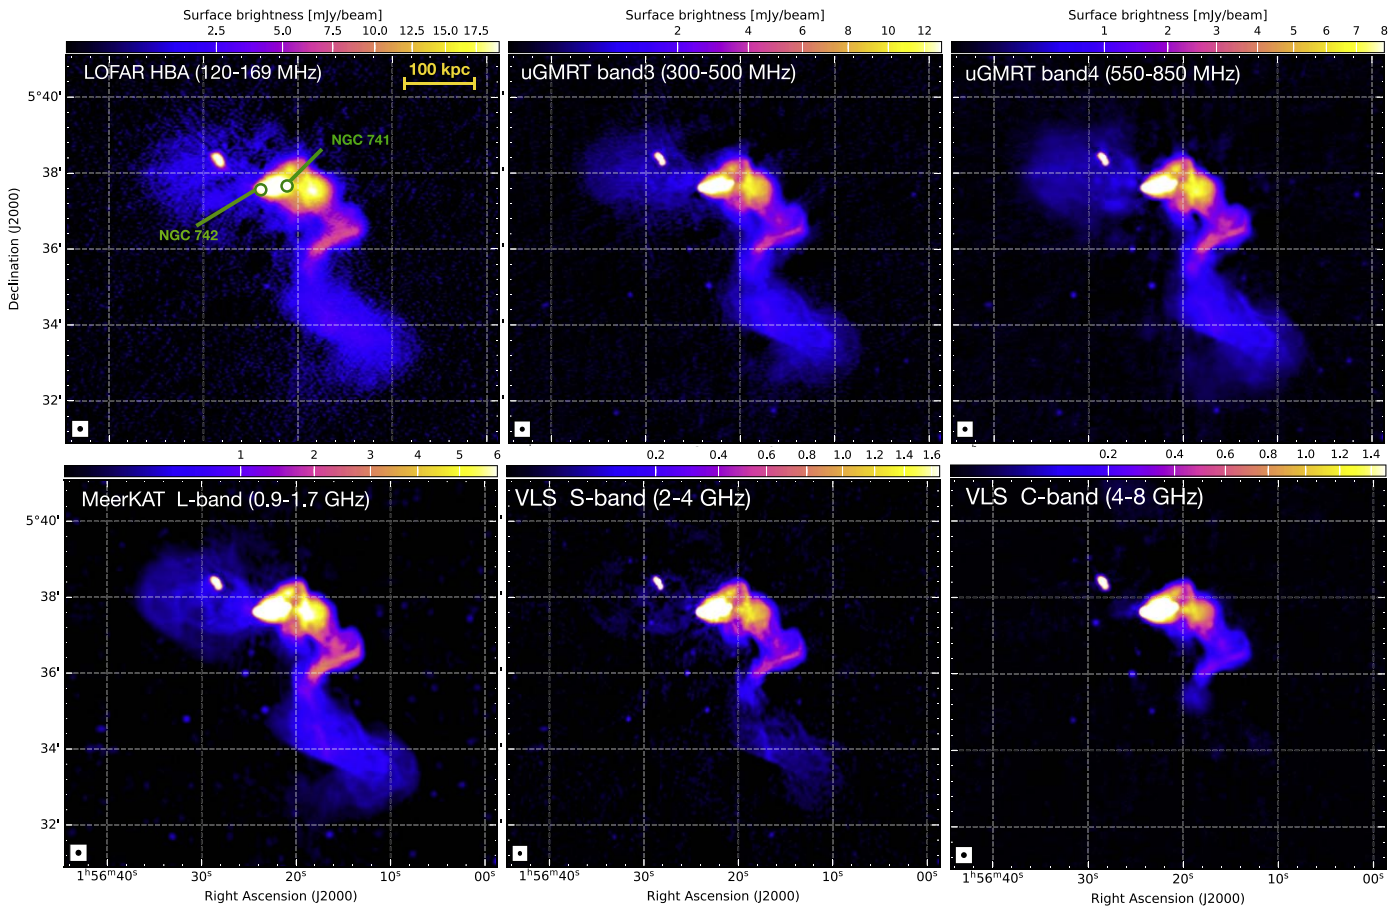 Surface brightness [mJy/beam] Surface brightness [mJy/beam] Surface brightness [mJy/beam]
2.5 5.0 7.5 10.0 12.5 15.0 17.5 2 4 6 8 10 12 1 2 3 4 5 6 7 8
LOFAR HBA (120-169 MHz) 100 kpc uGMRT band3 (300-500 MHz) uGMRT band4 (550-850 MHz)
5°40'
NGC 741
38'
NGC 742
36'
Declination (J2000)
34'
32'
1 2 3 4 5 6 0.2 0.4 0.6 0.8 1.0 1.2 1.4 1.6 0.2 0.4 0.6 0.8 1.0 1.2 1.4
MeerKAT L-band (0.9-1.7 GHz) VLS S-band (2-4 GHz) VLS C-band (4-8 GHz)
5°40'
38'
36'
34'
32'
1ʰ56ᵐ40ˢ 30ˢ 20ˢ 10ˢ 00ˢ 1ʰ56ᵐ40ˢ 30ˢ 20ˢ 10ˢ 00ˢ 1ʰ56ᵐ40ˢ 30ˢ 20ˢ 10ˢ 00ˢ
Right Ascension (J2000) Right Ascension (J2000) Right Ascension (J2000)